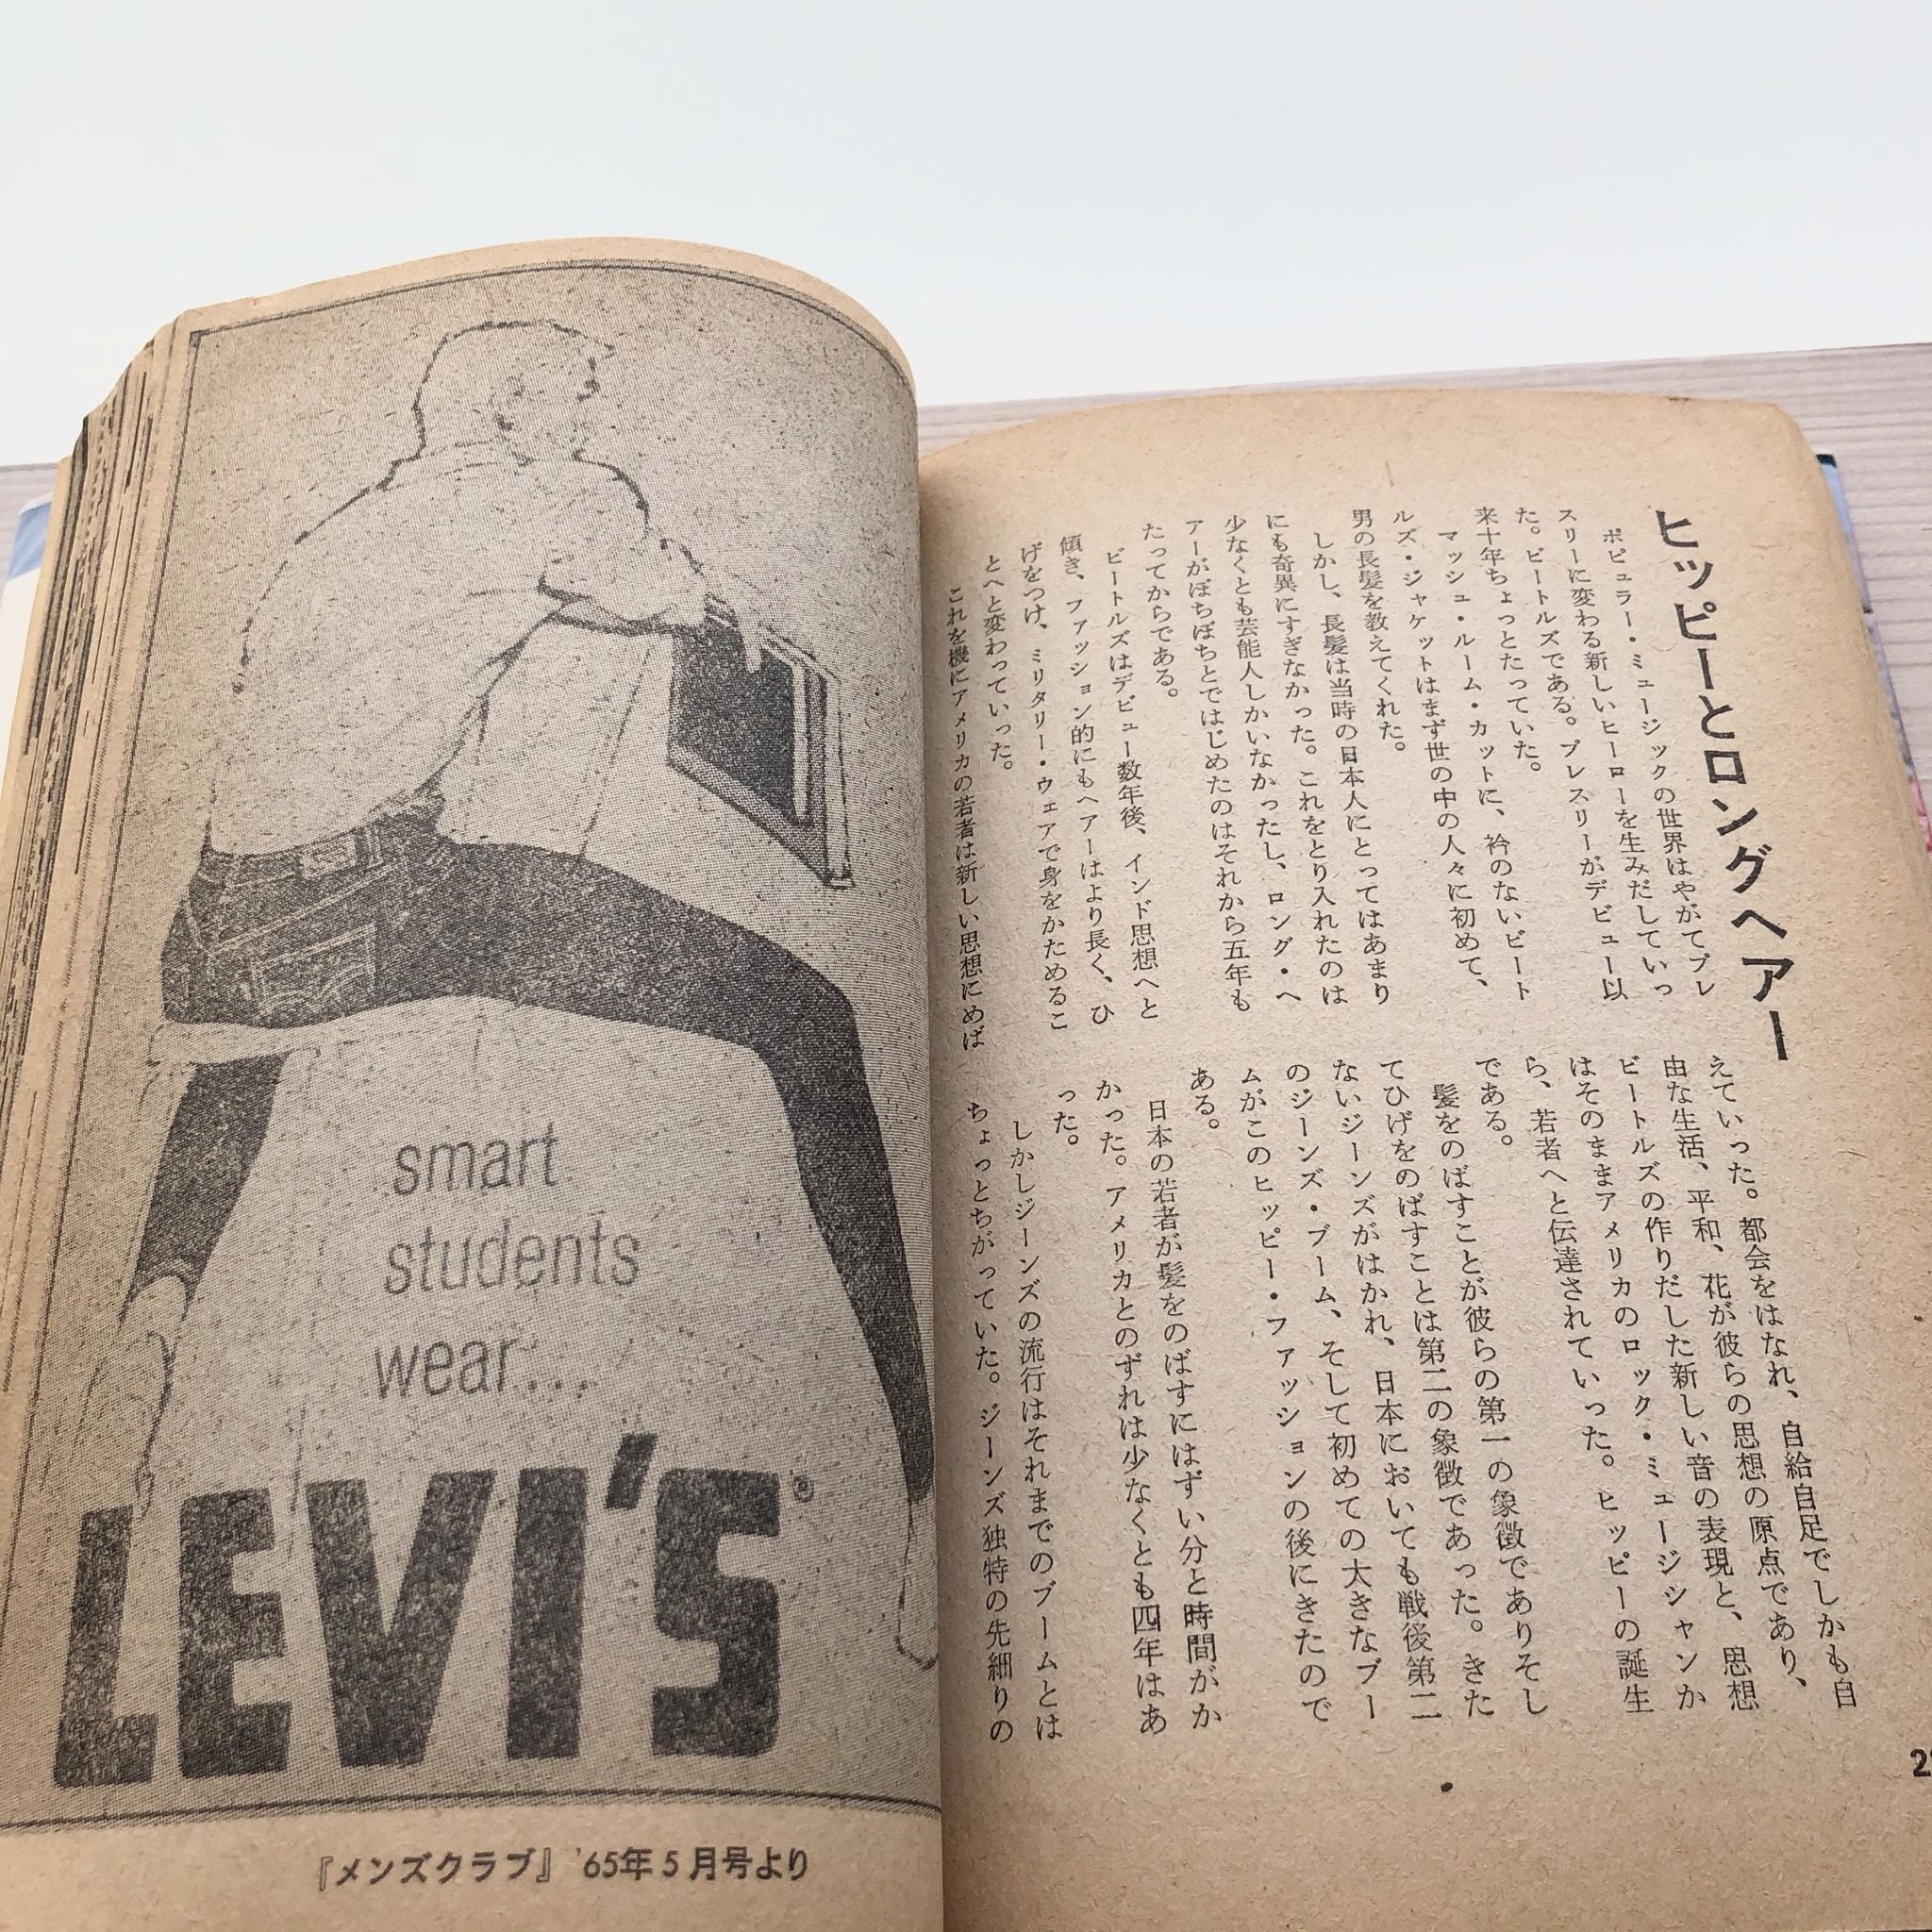 ヒッピーとロングヘアー
ポピュラー・ミュージックの世界はやがてプレ
スリーに変わる新しいヒーローを生みだしていっ
た。ビートルズである。プレスリーがデビュー以
来十年ちょっとたっていた。
マッシュ・ルーム・カットに、衿のないビート
ルズ・ジャケットはまず世の中の人々に初めて、
男の長髪を教えてくれた。
しかし、長髪は当時の日本人にとってはあまり
にも奇異にすぎなかった。これをとり入れたのは
少なくとも芸能人しかいなかったし、ロング・ヘ
アーがぼちぼちとではじめたのはそれから五年も
たってからである。
ビートルズはデビュー数年後、インド思想へと
傾き、ファッション的にもヘアーはより長く、ひ
げをつけ、ミリタリー・ウェアで身をかためるこ
とへと変わっていった。
これを機にアメリカの若者は新しい思想にめば
えていった。都会をはなれ、自給自足でしかも自
由な生活、平和、花が彼らの思想の原点であり、
ビートルズの作りだした新しい音の表現と、思想
はそのままアメリカのロック・ミュージシャンか
ら、若者へと伝達されていった。ヒッピーの誕生
である。
髪をのばすことが彼らの第一の象徴でありそし
てひげをのばすことは第二の象徴であった。きた
ないジーンズがはかれ、日本においても戦後第二
のジーンズ・ブーム、そして初めての大きなブー
ムがこのヒッピー・ファッションの後にきたので
ある。
日本の若者が髪をのばすにはずい分と時間がか
かった。アメリカとのずれは少なくとも四年はあ
った。
しかしジーンズの流行はそれまでのブームとは
ちょっとちがっていた。ジーンズ独特の先細りの
smart
students
wear...
LEVI'S®
『メンズクラブ』'65年5月号より